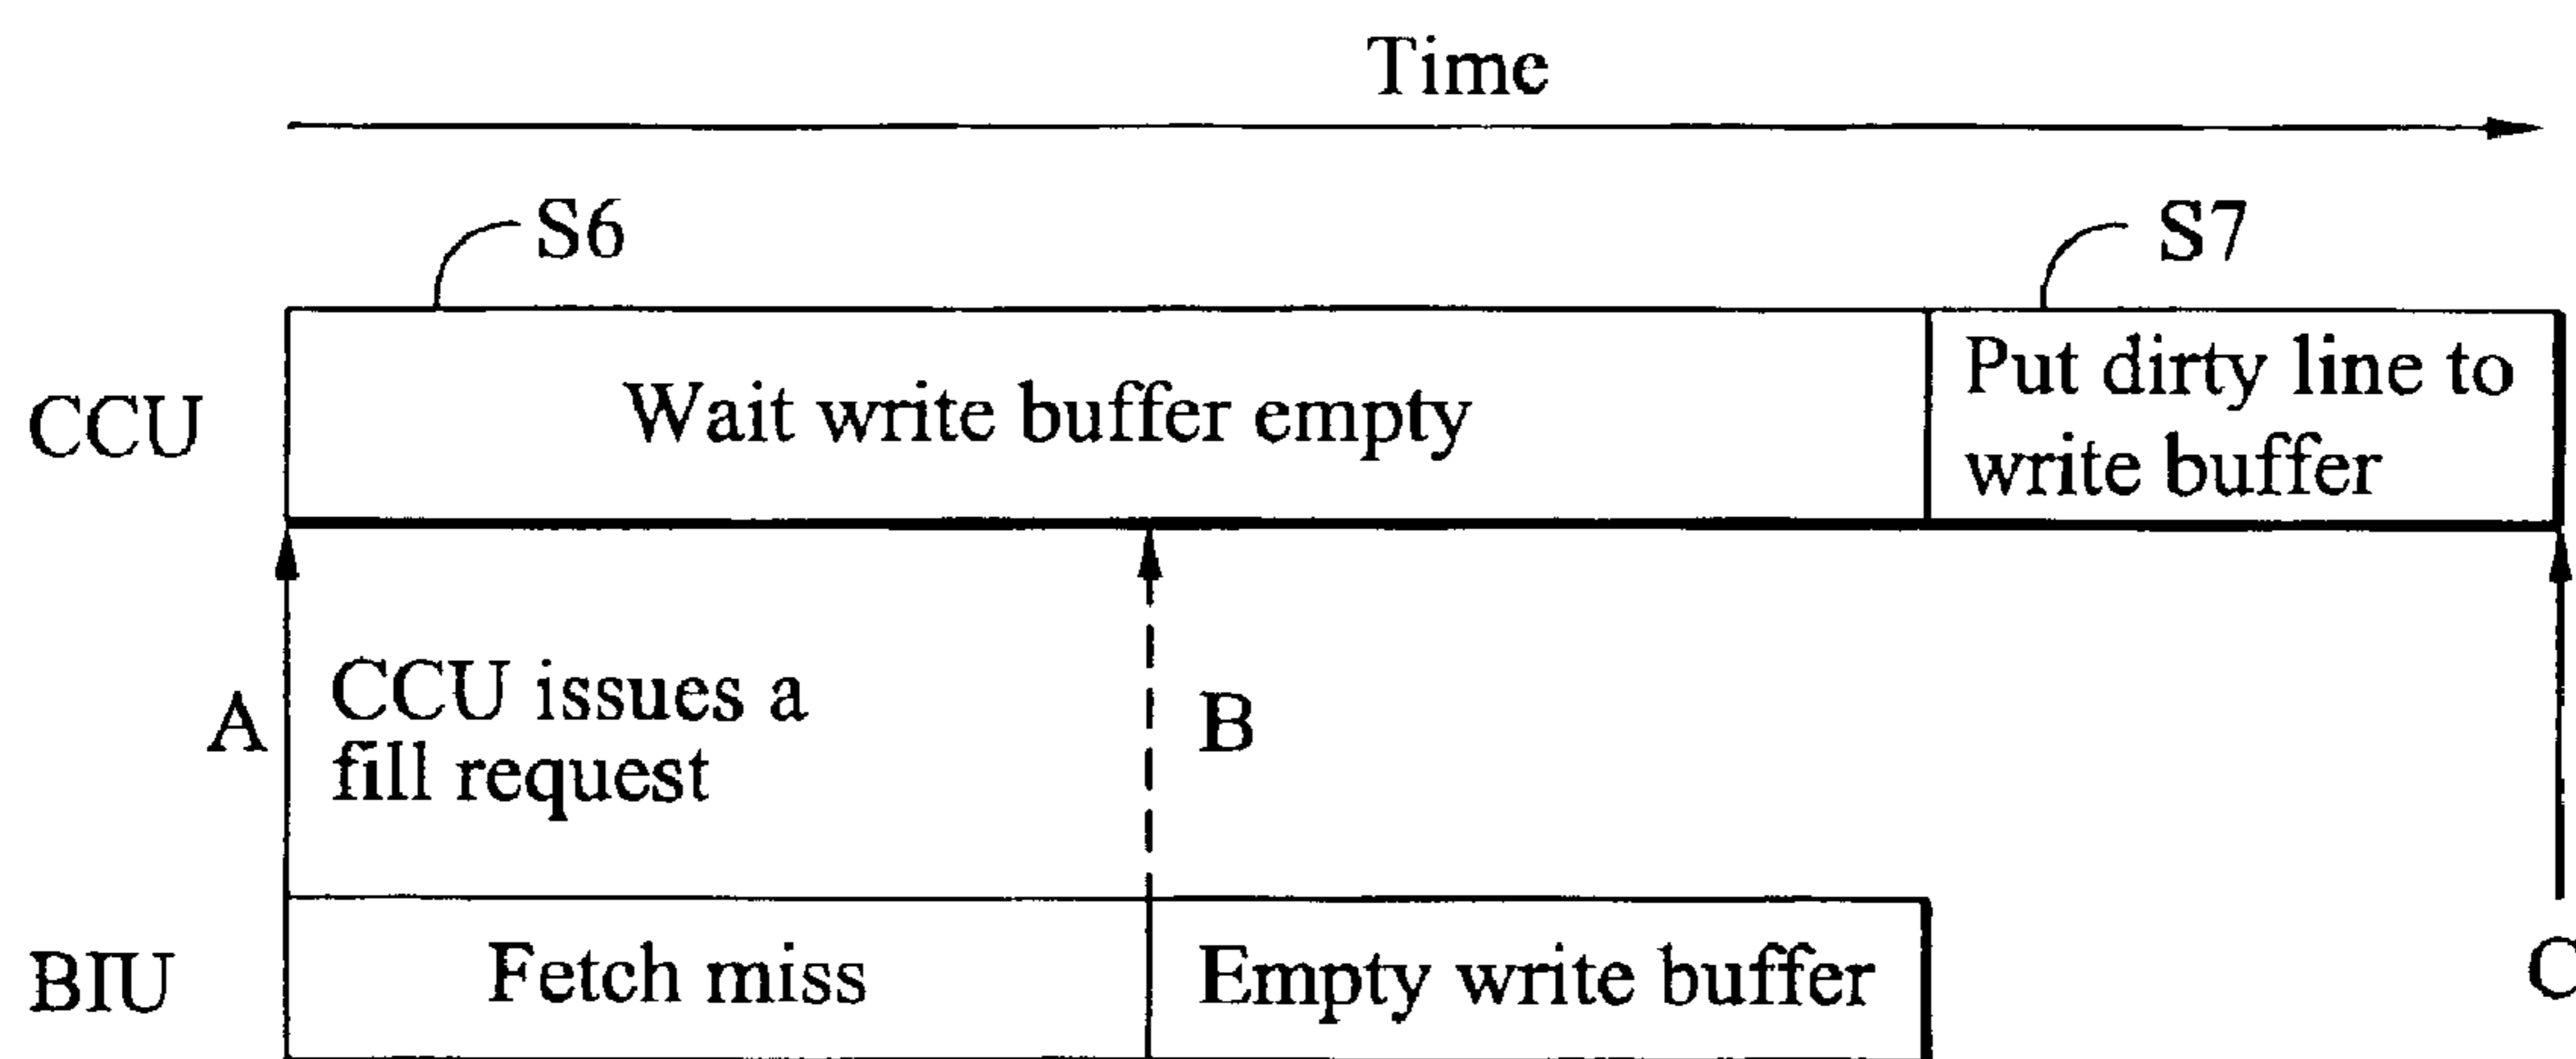 Time
S6
S7
CCU
Wait write buffer empty
Put dirty line to
write buffer
A
CCU issues a
fill request
B
BIU
Fetch miss
Empty write buffer
C